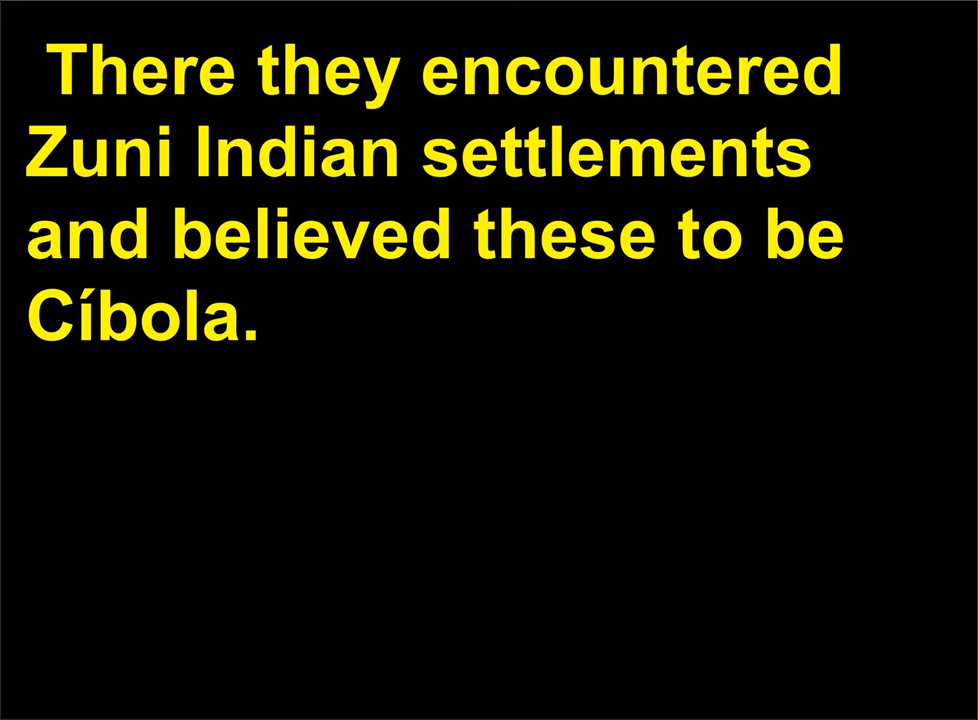 There they encountered
Zuni Indian settlements
and believed these to be
Cíbola.